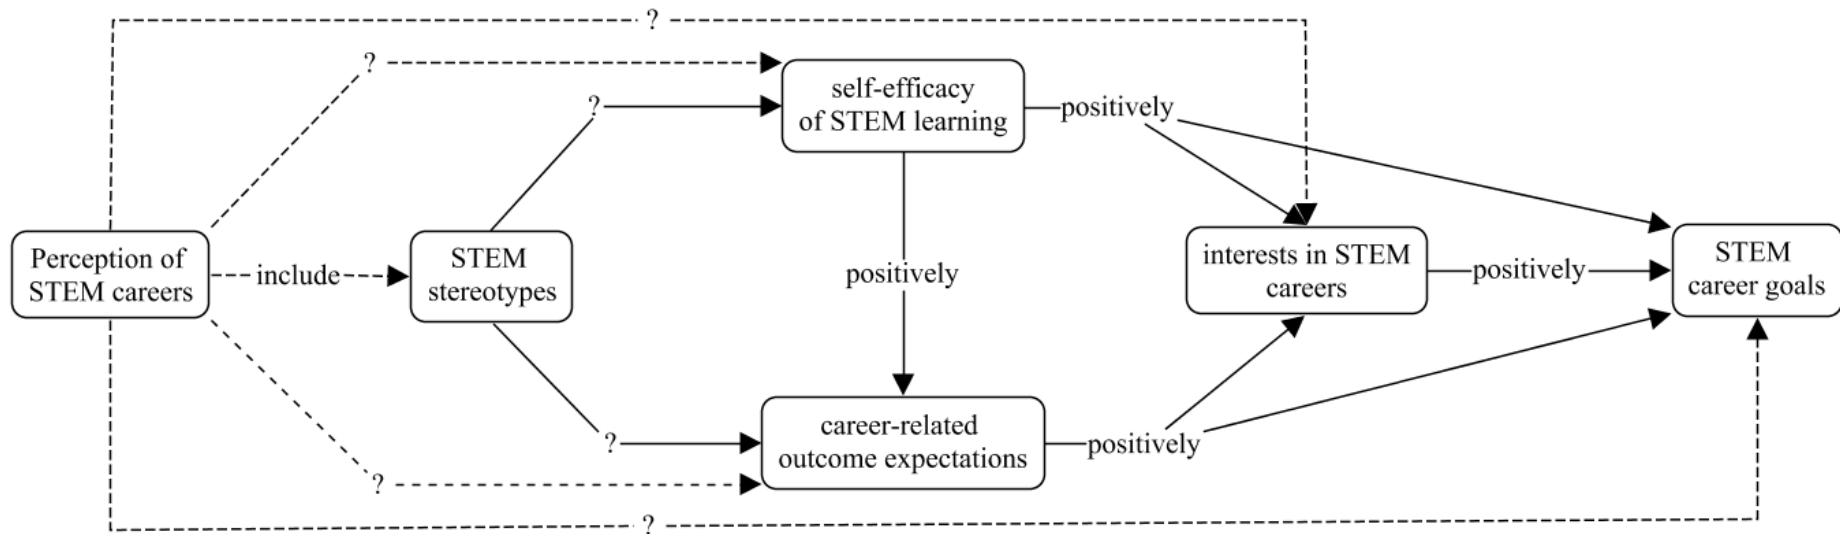 ?
?
self-efficacy
of STEM learning
?
positively
Perception of
STEM careers
include
STEM
stereotypes
positively
interests in STEM
careers
positively
STEM
career goals
?
career-related
outcome expectations
positively
?
?